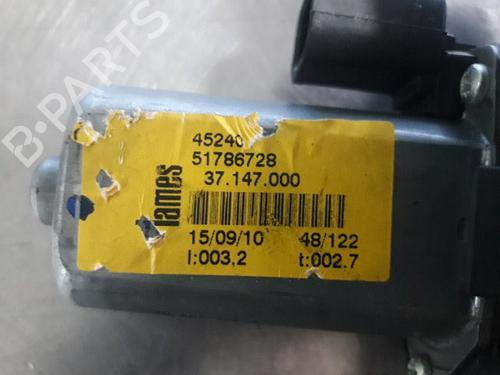 B-PARTS
45240
51786728
37.147.000
lames
15/09/10 48/122
I:003,2 t:002.7